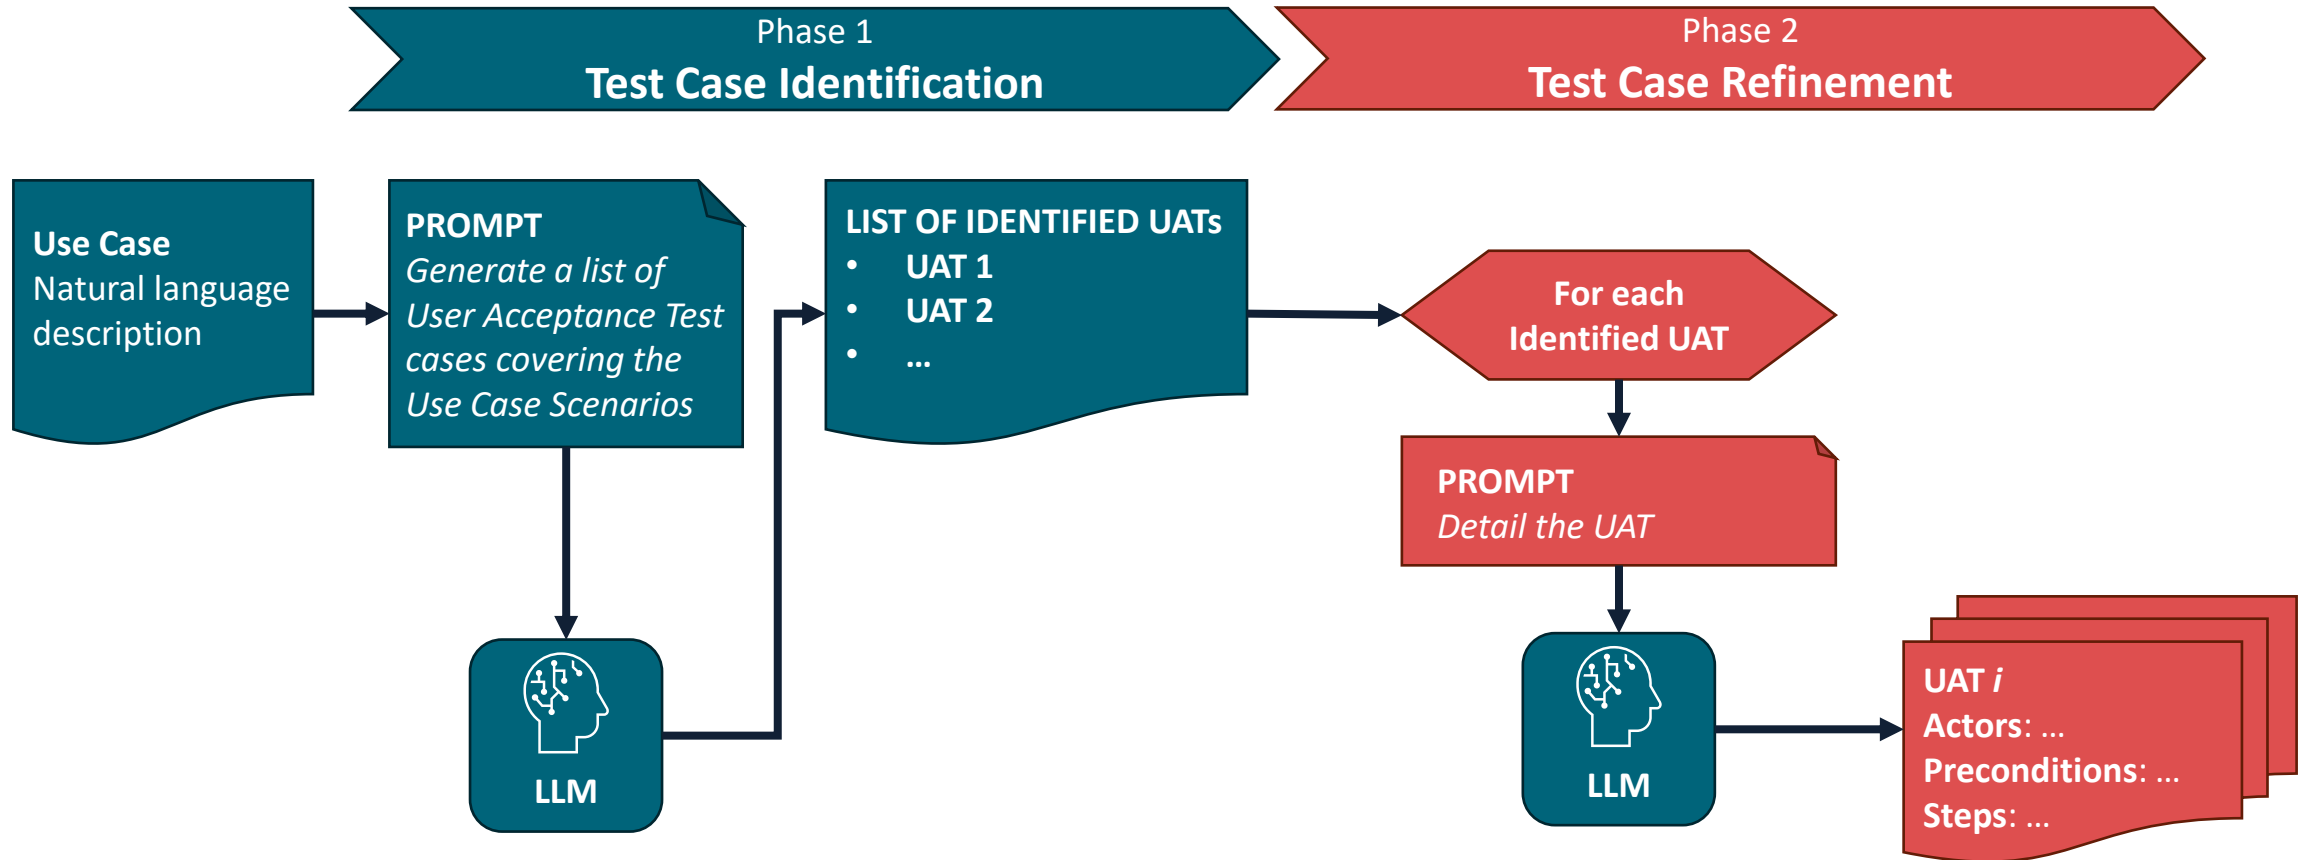 Phase 1
Test Case Identification
Phase 2
Test Case Refinement
Use Case
Natural language
description
PROMPT
Generate a list of
User Acceptance Test
cases covering the
Use Case Scenarios
LLM
LIST OF IDENTIFIED UATs
• UAT 1
• UAT 2
• ...
For each
Identified UAT
PROMPT
Detail the UAT
LLM
UAT i
Actors: ...
Preconditions: ...
Steps: ...